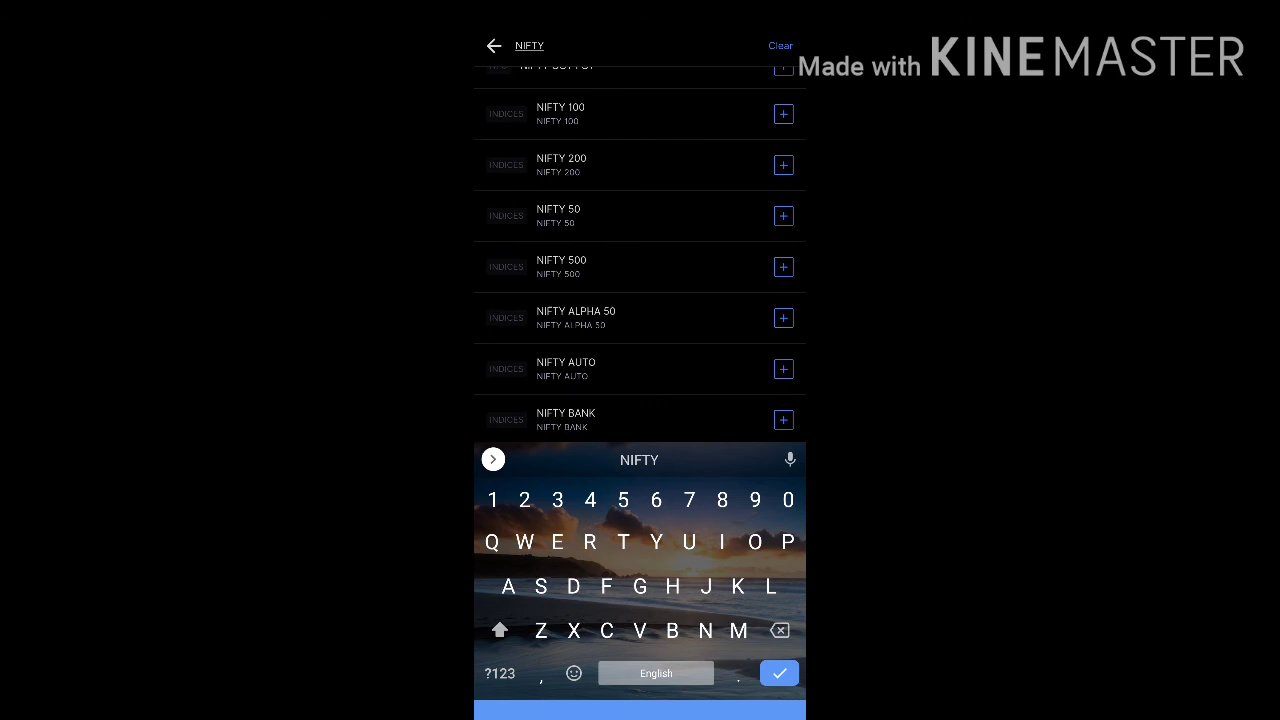 NIFTY
Clear
Made with KINEMASTER
INDICES
NIFTY 100
NIFTY 100
INDICES
NIFTY 200
NIFTY 200
INDICES
NIFTY 50
NIFTY 50
INDICES
NIFTY 500
NIFTY 500
INDICES
NIFTY ALPHA 50
NIFTY ALPHA 50
INDICES
NIFTY AUTO
NIFTY AUTO
INDICES
NIFTY BANK
NIFTY BANK
NIFTY
1 2 3 4 5 6 7 8 9 0
Q W E R T Y U I O P
A S D F G H J K L
Z X C V B N M
?123 , English .